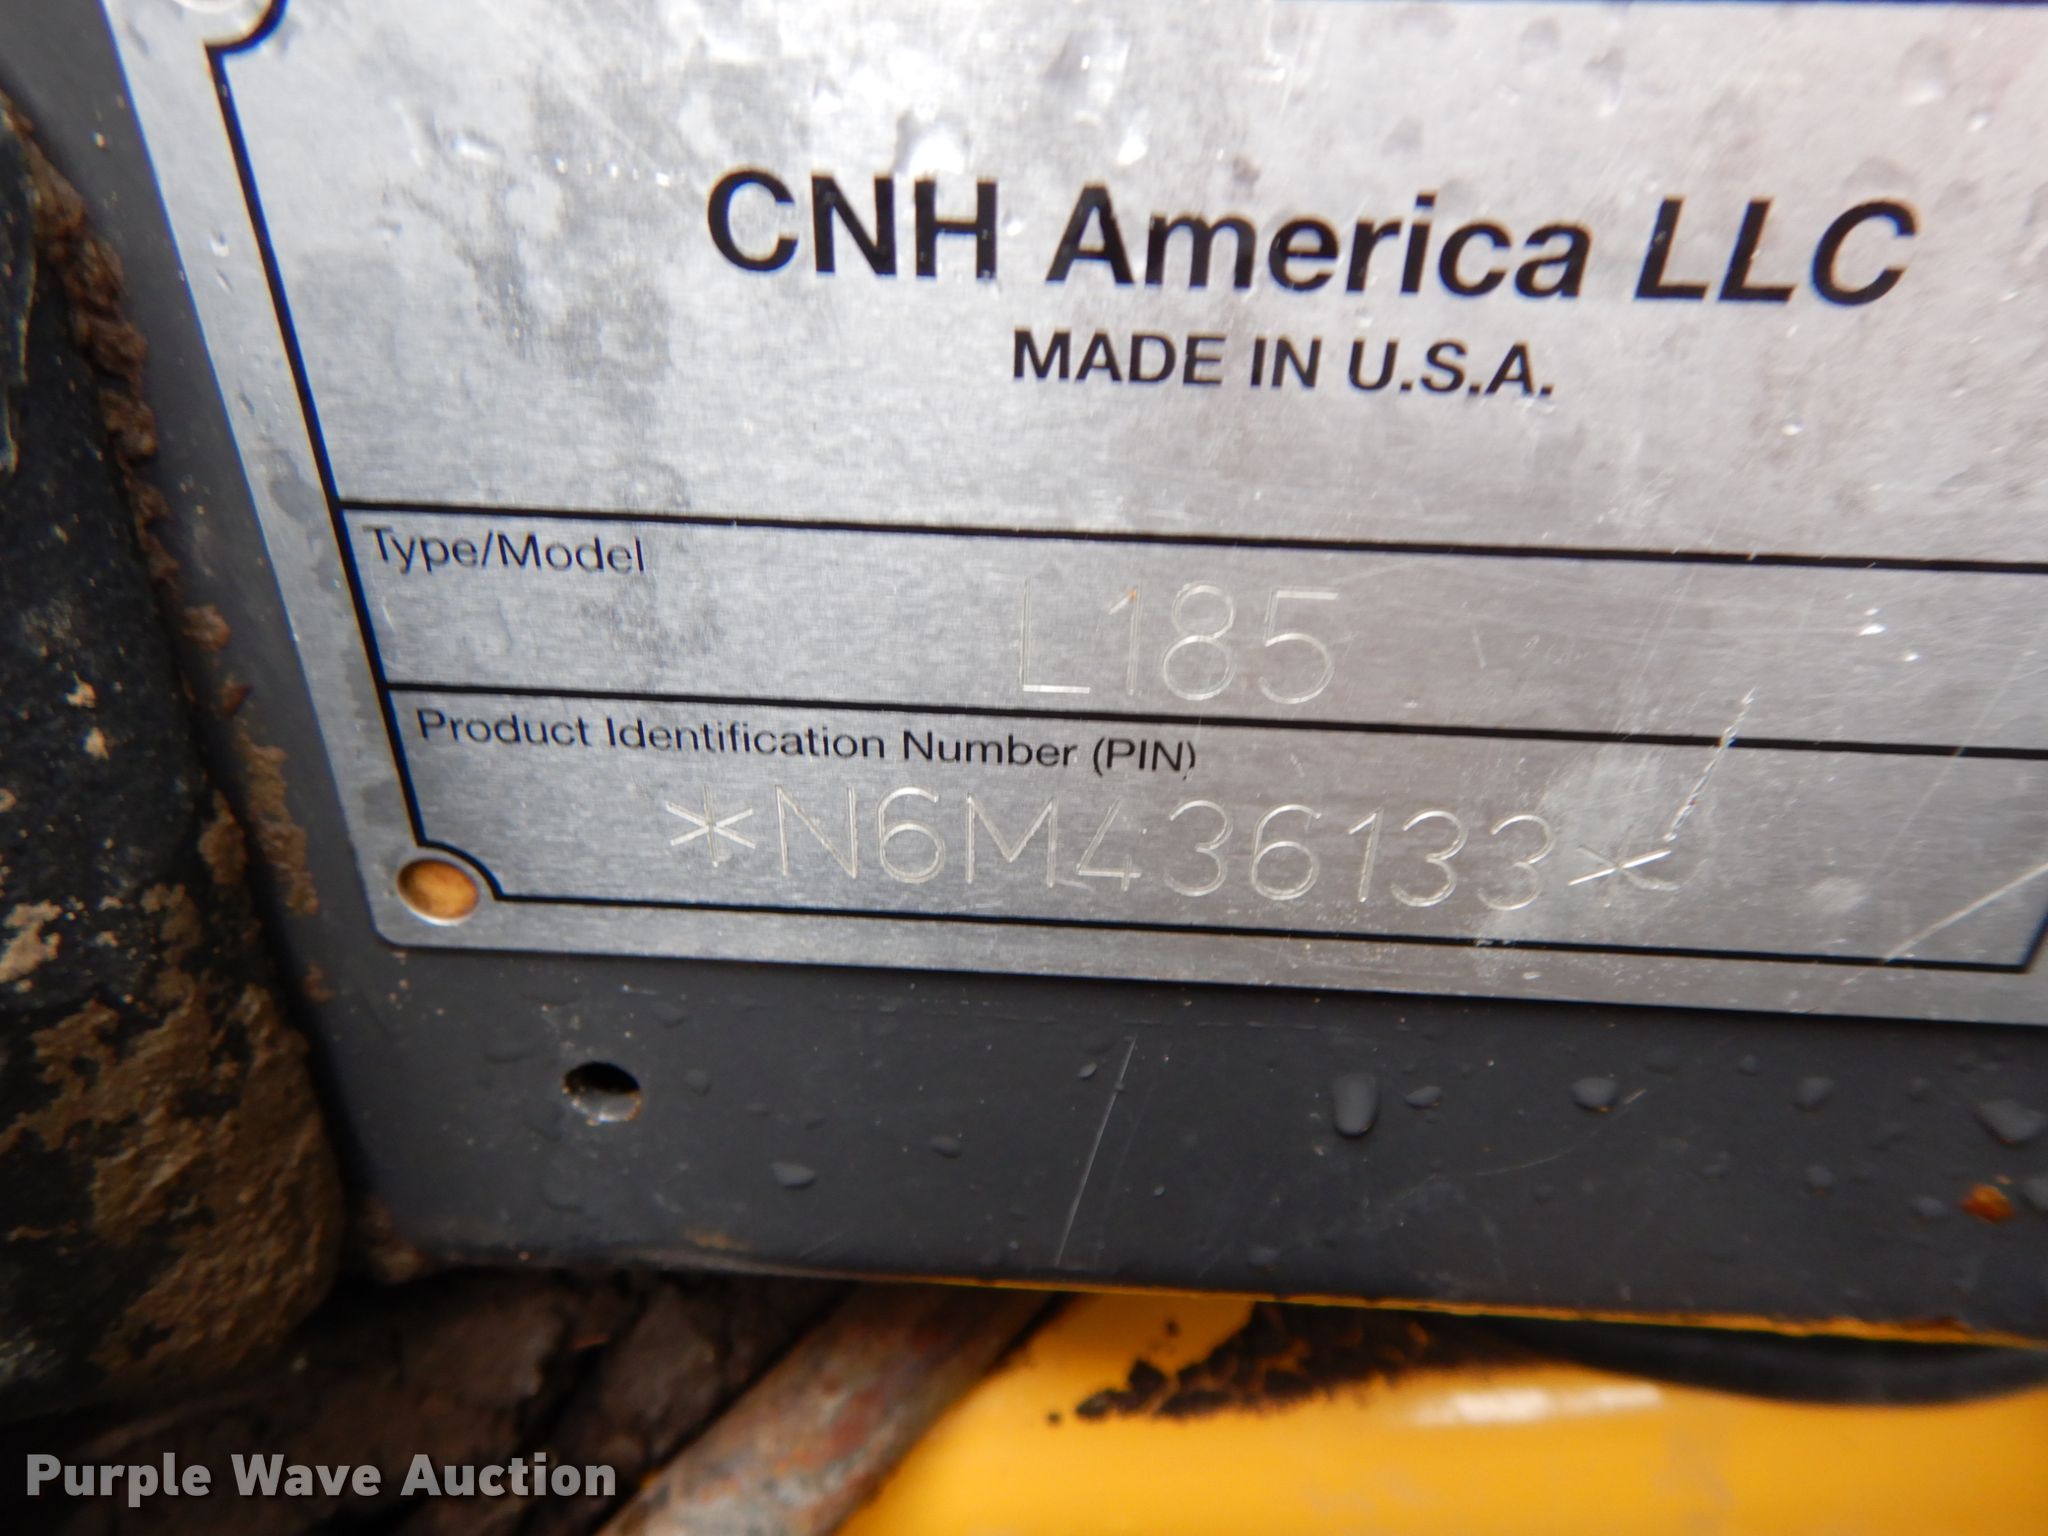 CNH America LLC
MADE IN U.S.A.
Type/Model
L185
Product Identification Number (PIN)
*N6M436133*
Purple Wave Auction